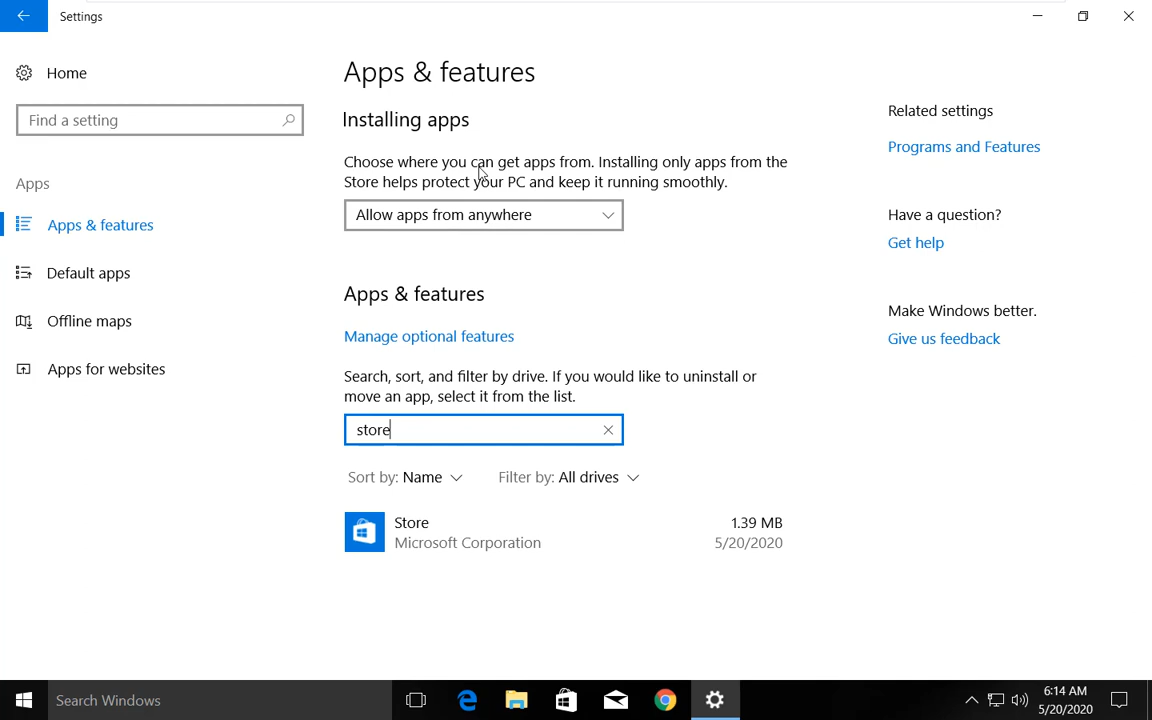 Settings
Home
Find a setting
Apps
Apps & features
Default apps
Offline maps
Apps for websites
Apps & features
Installing apps
Choose where you can get apps from. Installing only apps from the
Store helps protect your PC and keep it running smoothly.
Allow apps from anywhere
Apps & features
Manage optional features
Search, sort, and filter by drive. If you would like to uninstall or
move an app, select it from the list.
store
Sort by: Name Filter by: All drives
Store 1.39 MB
Microsoft Corporation 5/20/2020
Related settings
Programs and Features
Have a question?
Get help
Make Windows better.
Give us feedback
Search Windows
6:14 AM
5/20/2020